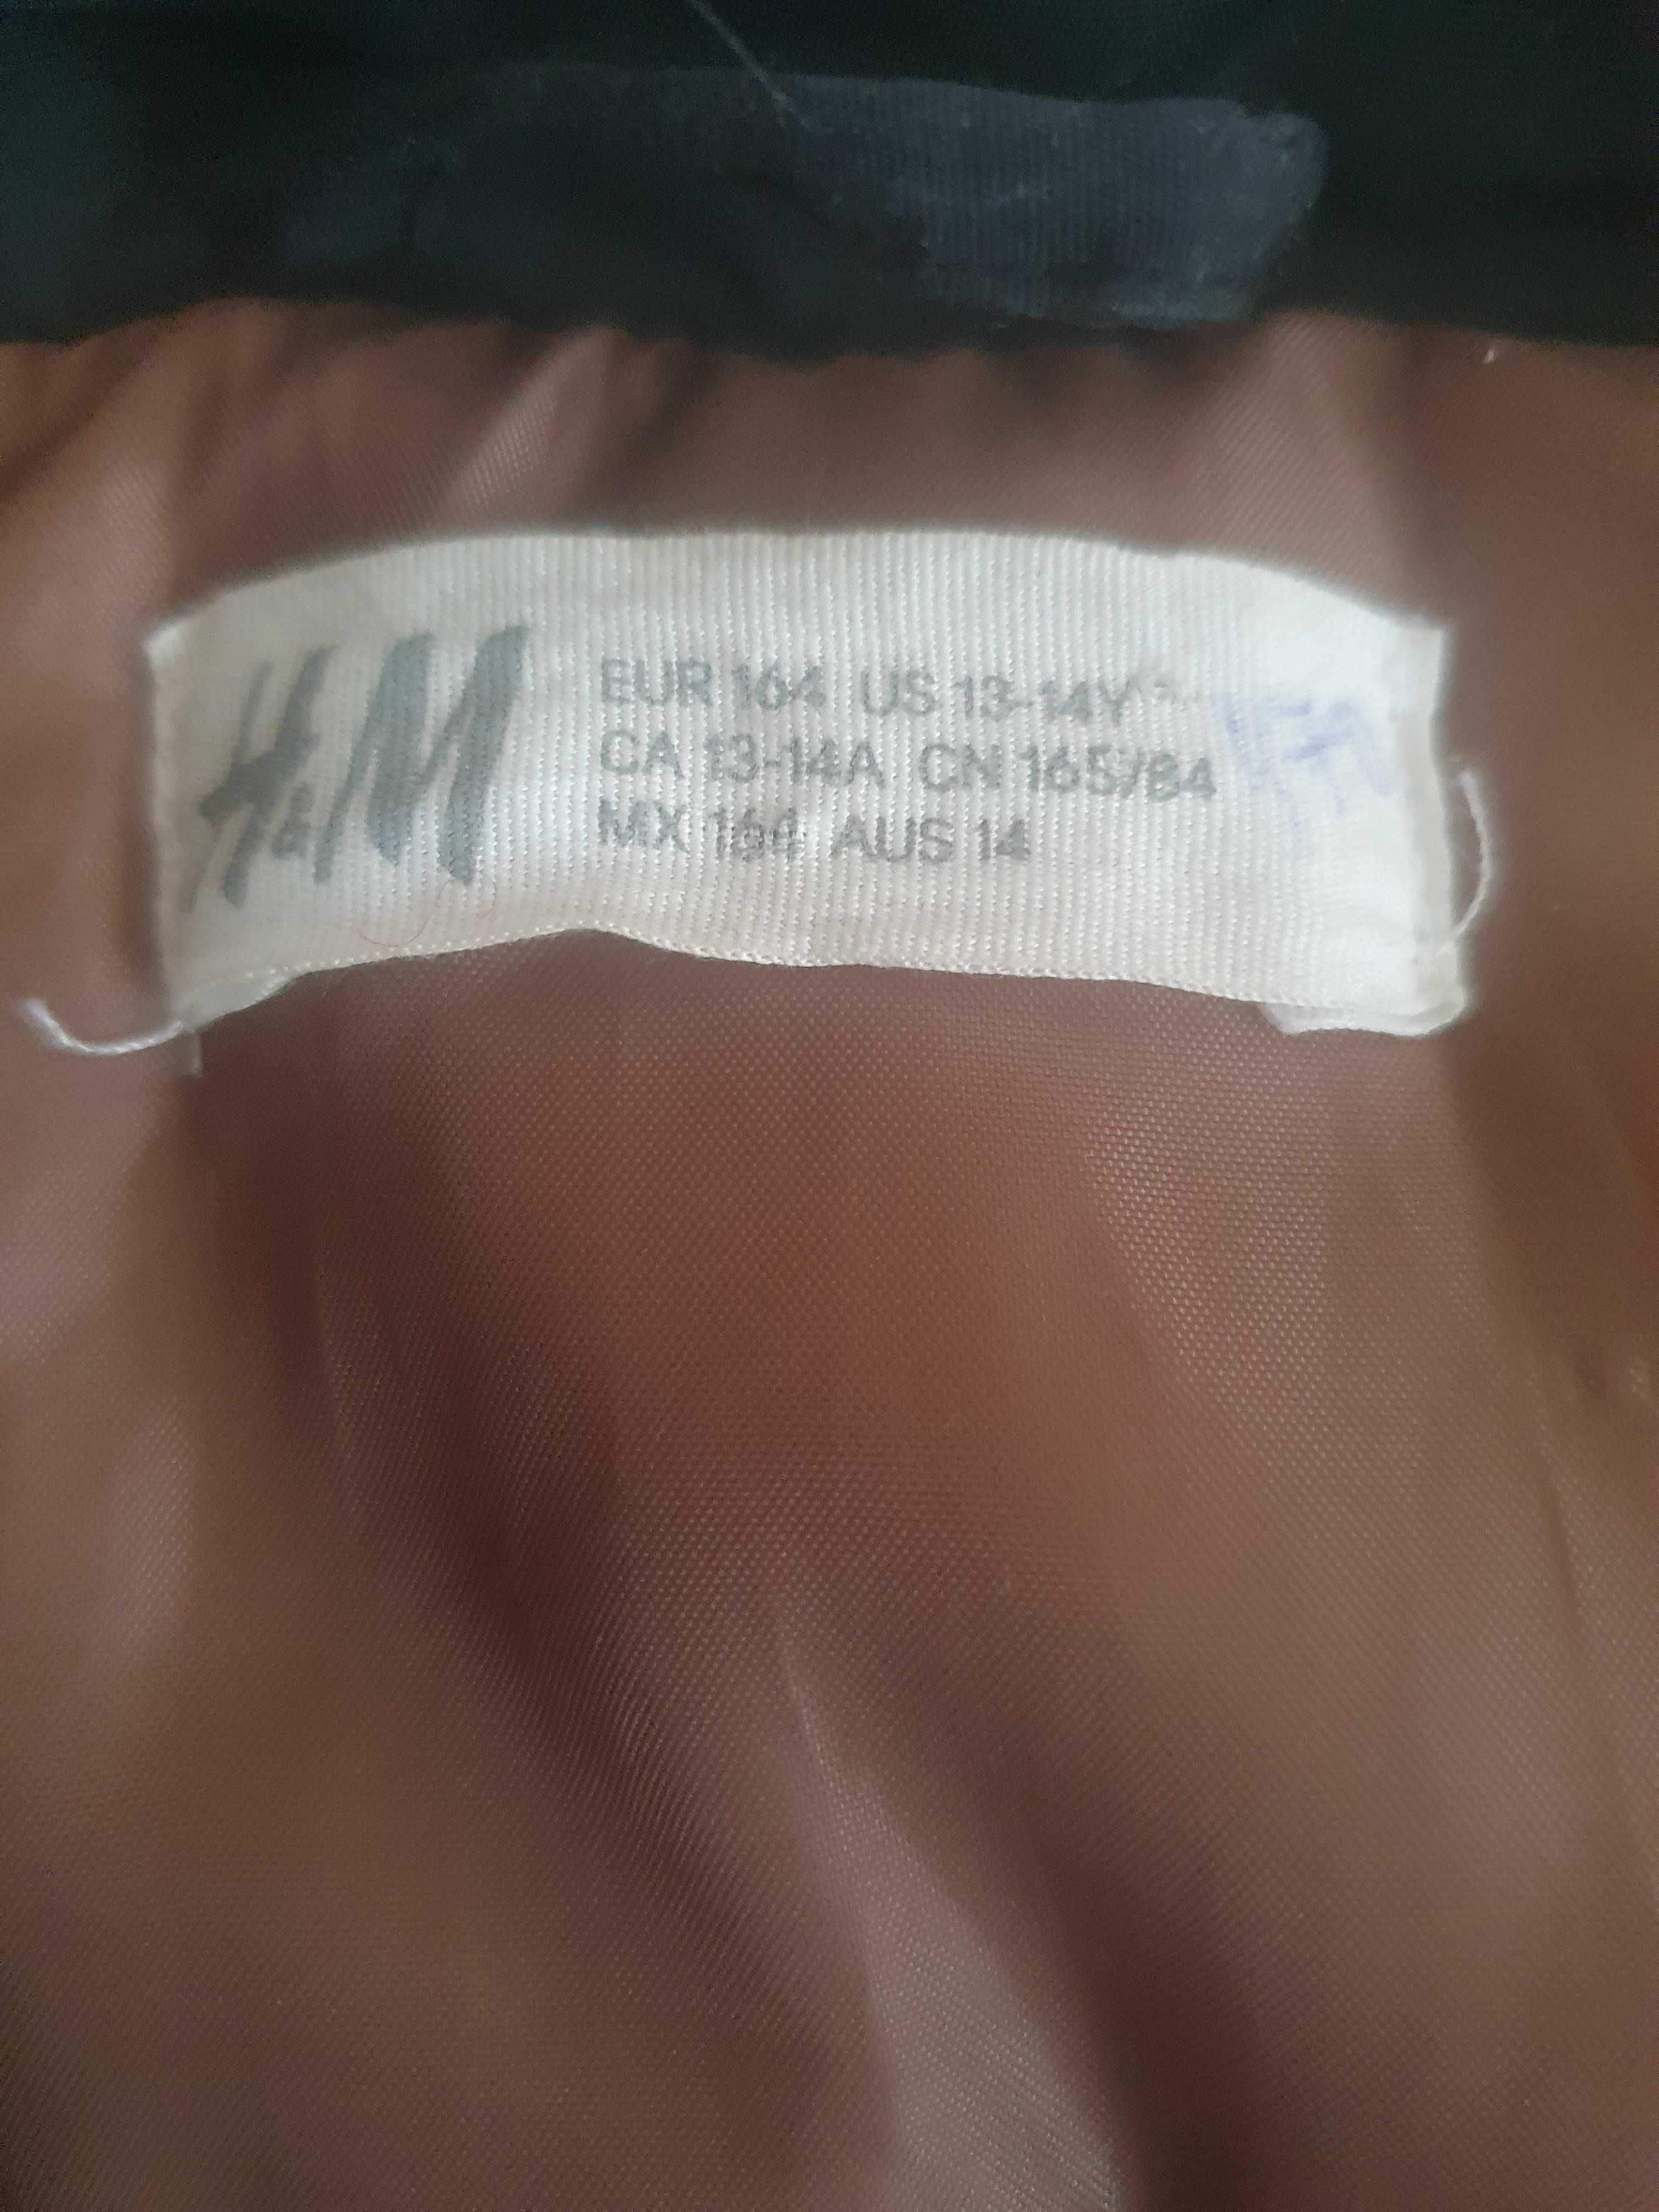 H&M
EUR 164 US 13-14Y
CA 13-14A CN 165/84
MX 164 AUS 14